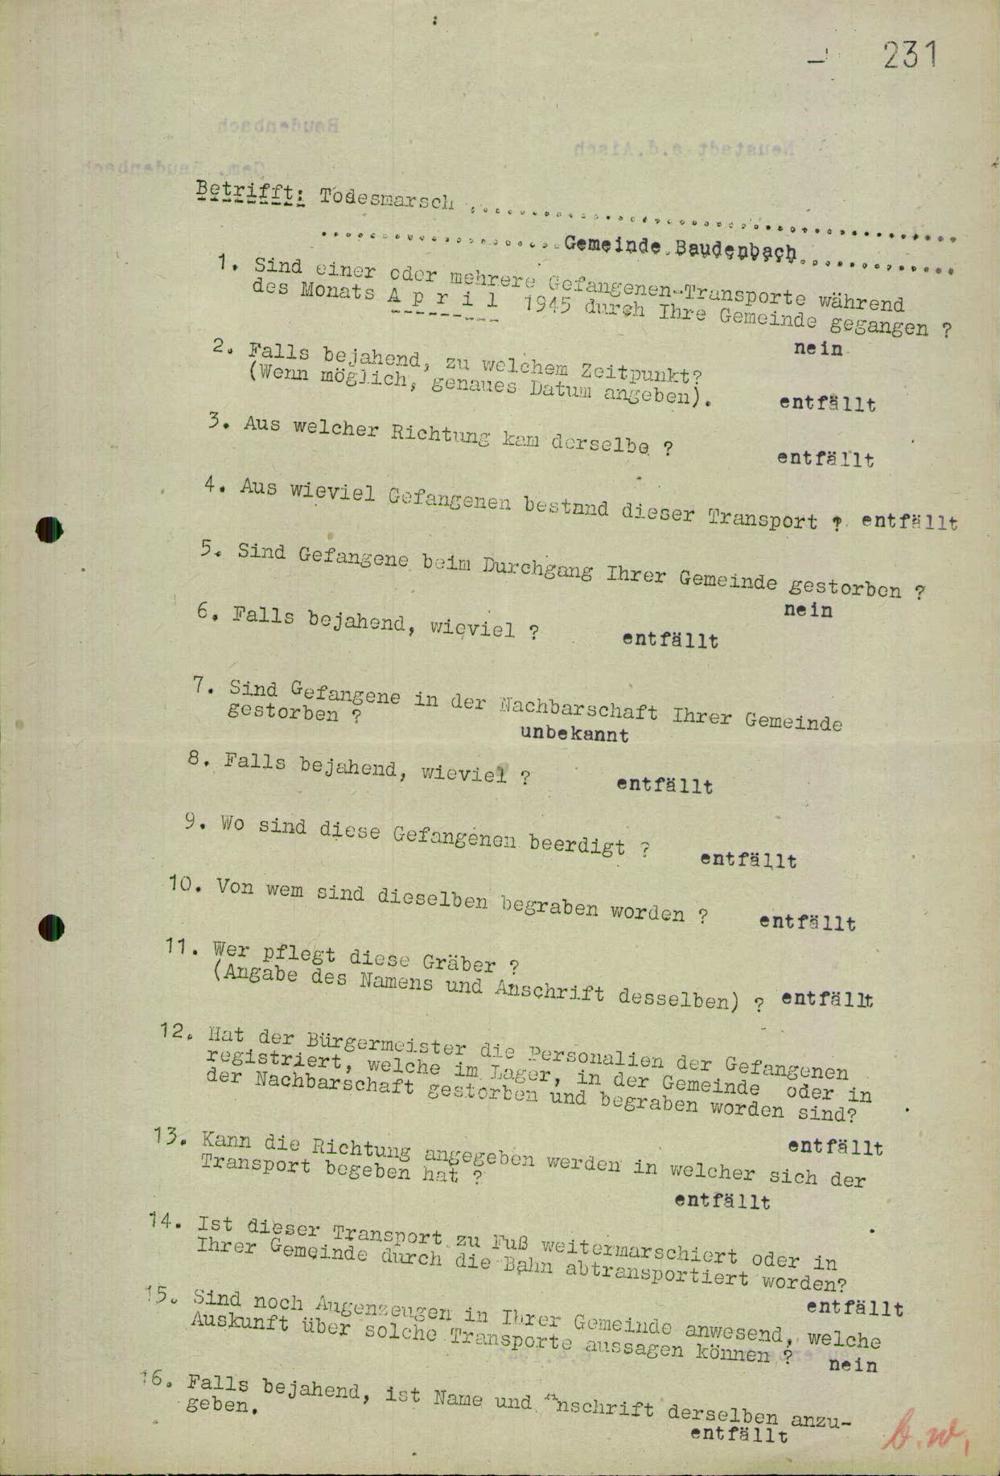 231
Betrifft: Todesmarsch ........................................
....................Gemeinde Baudenbach..............
1. Sind einer oder mehrere Gefangenen-Transporte während
des Monats A p r i l 1945 durch Ihre Gemeinde gegangen ?
nein
2. Falls bejahend, zu welchem Zeitpunkt?
(Wenn möglich, genaues Datum angeben).
entfällt
3. Aus welcher Richtung kam derselbe ?
entfällt
4. Aus wieviel Gefangenen bestand dieser Transport ? entfällt
5. Sind Gefangene beim Durchgang Ihrer Gemeinde gestorben ?
nein
6. Falls bejahend, wieviel ?
entfällt
7. Sind Gefangene in der Nachbarschaft Ihrer Gemeinde
gestorben ?
unbekannt
8. Falls bejahend, wieviel ?
entfällt
9. Wo sind diese Gefangenen beerdigt ?
entfällt
10. Von wem sind dieselben begraben worden ? entfällt
11. Wer pflegt diese Gräber ?
(Angabe des Namens und Anschrift desselben) ? entfällt
12. Hat der Bürgermeister die Personalien der Gefangenen
registriert, welche im Lager, in der Gemeinde oder in
der Nachbarschaft gestorben und begraben worden sind?
entfällt
13. Kann die Richtung angegeben werden in welcher sich der
Transport begeben hat ?
entfällt
14. Ist dieser Transport zu Fuß weitermarschiert oder in
Ihrer Gemeinde durch die Bahn abtransportiert worden?
entfällt
15. Sind noch Augenzeugen in Ihrer Gemeinde anwesend, welche
Auskunft über solche Transporte aussagen können ?
nein
16. Falls bejahend, ist Name und Anschrift derselben anzu-
geben.
entfällt
b.w.